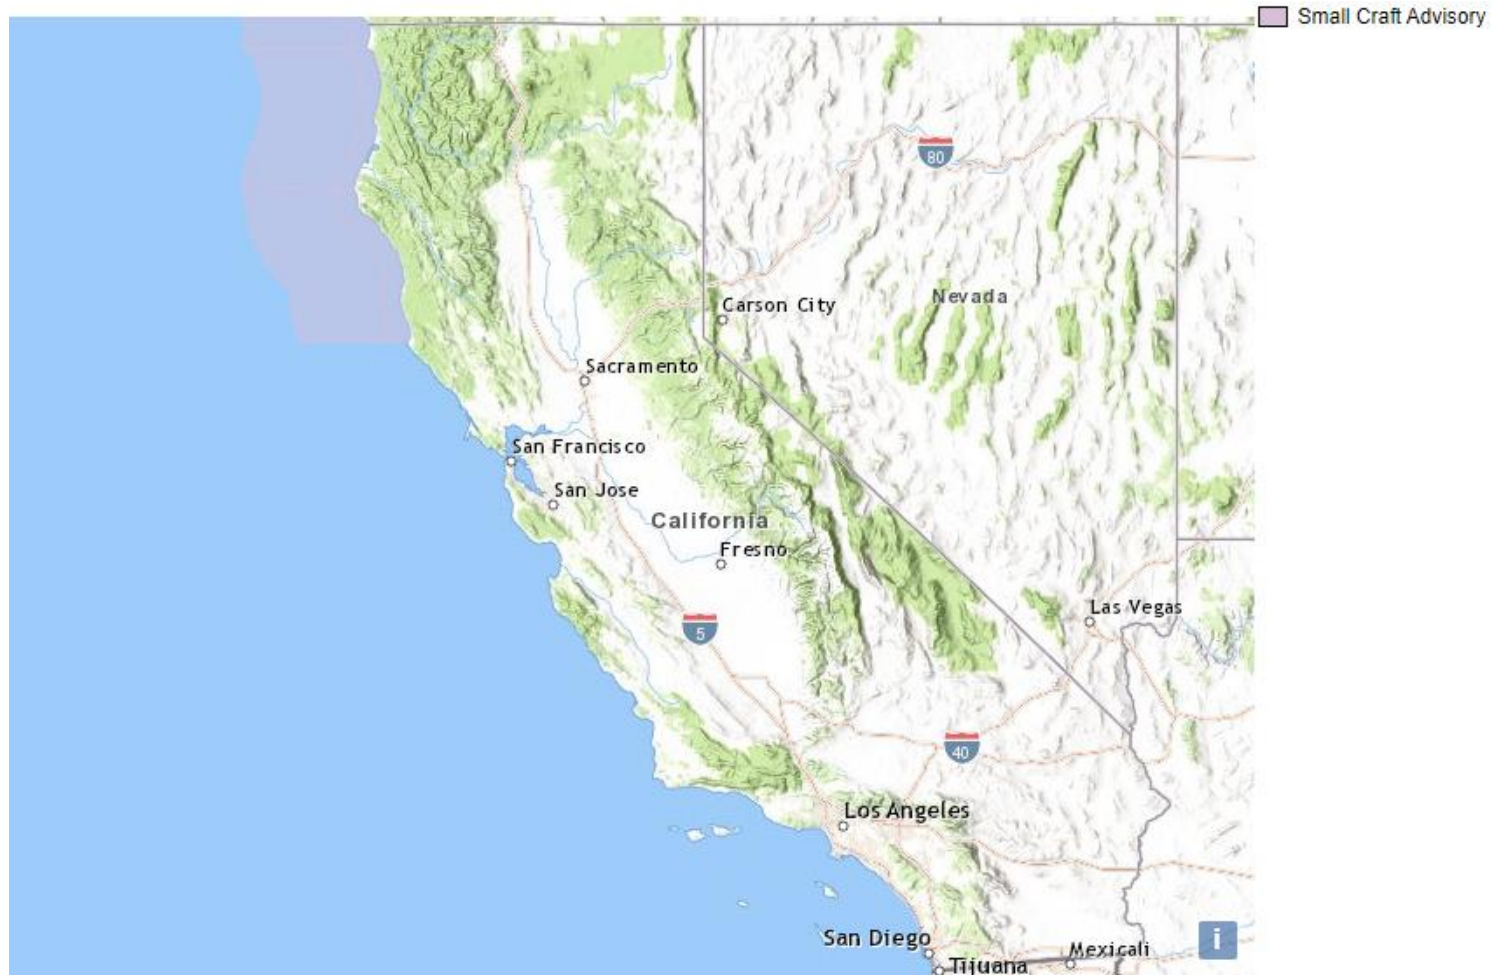 Small Craft Advisory
80
Nevada
Carson City
Sacramento
San Francisco
San Jose
California
Fresno
Las Vegas
5
40
Los Angeles
San Diego
Mexicali
Tijuana
i